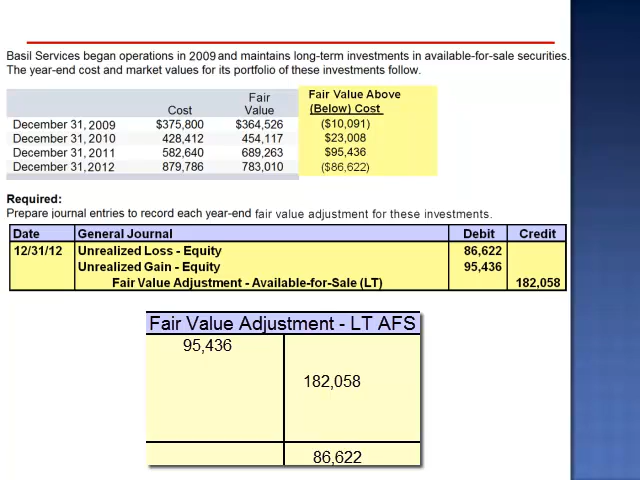 Basil Services began operations in 2009 and maintains long-term investments in available-for-sale securities.
The year-end cost and market values for its portfolio of these investments follow.
Cost Fair Value Fair Value Above (Below) Cost
December 31, 2009 $375,800 $364,526 ($10,091)
December 31, 2010 428,412 454,117 $23,008
December 31, 2011 582,640 689,263 $95,436
December 31, 2012 879,786 783,010 ($86,622)
Required:
Prepare journal entries to record each year-end fair value adjustment for these investments.
Date General Journal Debit Credit
12/31/12 Unrealized Loss - Equity 86,622
Unrealized Gain - Equity 95,436
Fair Value Adjustment - Available-for-Sale (LT) 182,058
Fair Value Adjustment - LT AFS
95,436
182,058
86,622